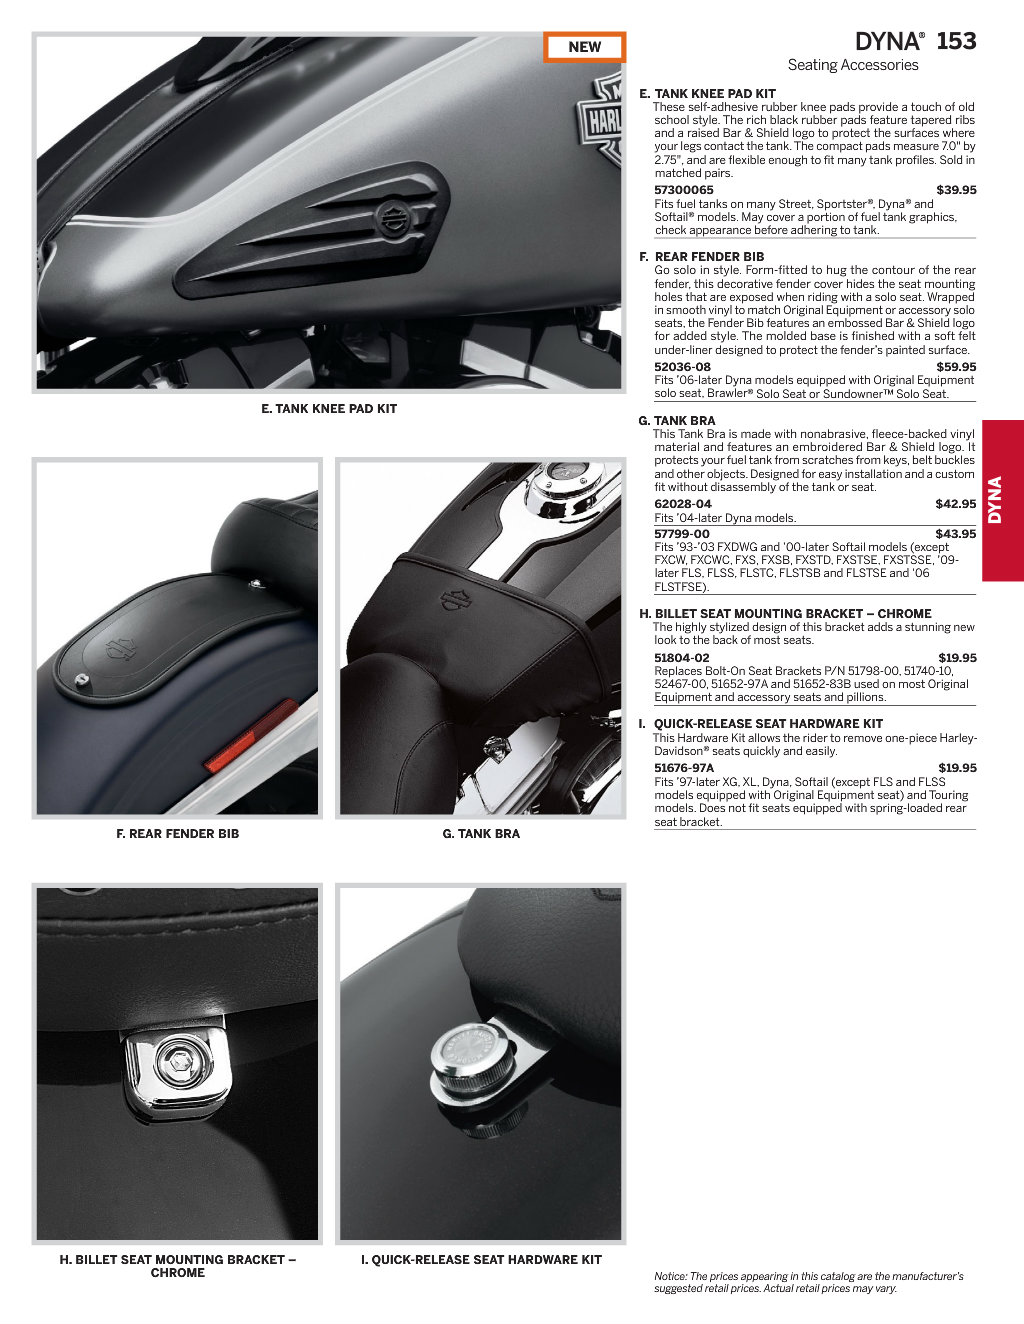 DYNA® 153
Seating Accessories
NEW
E. TANK KNEE PAD KIT
E. TANK KNEE PAD KIT
These self-adhesive rubber knee pads provide a touch of old
school style. The rich black rubber pads feature tapered ribs
and a raised Bar & Shield logo to protect the surfaces where
your legs contact the tank. The compact pads measure 7.0" by
2.75", and are flexible enough to fit many tank profiles. Sold in
matched pairs.
57300065 $39.95
Fits fuel tanks on many Street, Sportster®, Dyna® and
Softail® models. May cover a portion of fuel tank graphics,
check appearance before adhering to tank.
F. REAR FENDER BIB
Go solo in style. Form-fitted to hug the contour of the rear
fender, this decorative fender cover hides the seat mounting
holes that are exposed when riding with a solo seat. Wrapped
in smooth vinyl to match Original Equipment or accessory solo
seats, the Fender Bib features an embossed Bar & Shield logo
for added style. The molded base is finished with a soft felt
under-liner designed to protect the fender's painted surface.
52036-08 $59.95
Fits '06-later Dyna models equipped with Original Equipment
solo seat, Brawler® Solo Seat or Sundowner™ Solo Seat.
G. TANK BRA
This Tank Bra is made with nonabrasive, fleece-backed vinyl
material and features an embroidered Bar & Shield logo. It
protects your fuel tank from scratches from keys, belt buckles
and other objects. Designed for easy installation and a custom
fit without disassembly of the tank or seat.
62028-04 $42.95
Fits '04-later Dyna models.
57799-00 $43.95
Fits '93-'03 FXDWG and '00-later Softail models (except
FXCW, FXCWC, FXS, FXSB, FXSTD, FXSTSE, FXSTSSE, '09-
later FLS, FLSS, FLSTC, FLSTSB and FLSTSE and '06
FLSTFSE).
H. BILLET SEAT MOUNTING BRACKET – CHROME
The highly stylized design of this bracket adds a stunning new
look to the back of most seats.
51804-02 $19.95
Replaces Bolt-On Seat Brackets P/N 51798-00, 51740-10,
52467-00, 51652-97A and 51652-83B used on most Original
Equipment and accessory seats and pillions.
I. QUICK-RELEASE SEAT HARDWARE KIT
This Hardware Kit allows the rider to remove one-piece Harley-
Davidson® seats quickly and easily.
51676-97A $19.95
Fits '97-later XG, XL, Dyna, Softail (except FLS and FLSS
models equipped with Original Equipment seat) and Touring
models. Does not fit seats equipped with spring-loaded rear
seat bracket.
DYNA
F. REAR FENDER BIB
G. TANK BRA
H. BILLET SEAT MOUNTING BRACKET –
CHROME
I. QUICK-RELEASE SEAT HARDWARE KIT
Notice: The prices appearing in this catalog are the manufacturer's
suggested retail prices. Actual retail prices may vary.